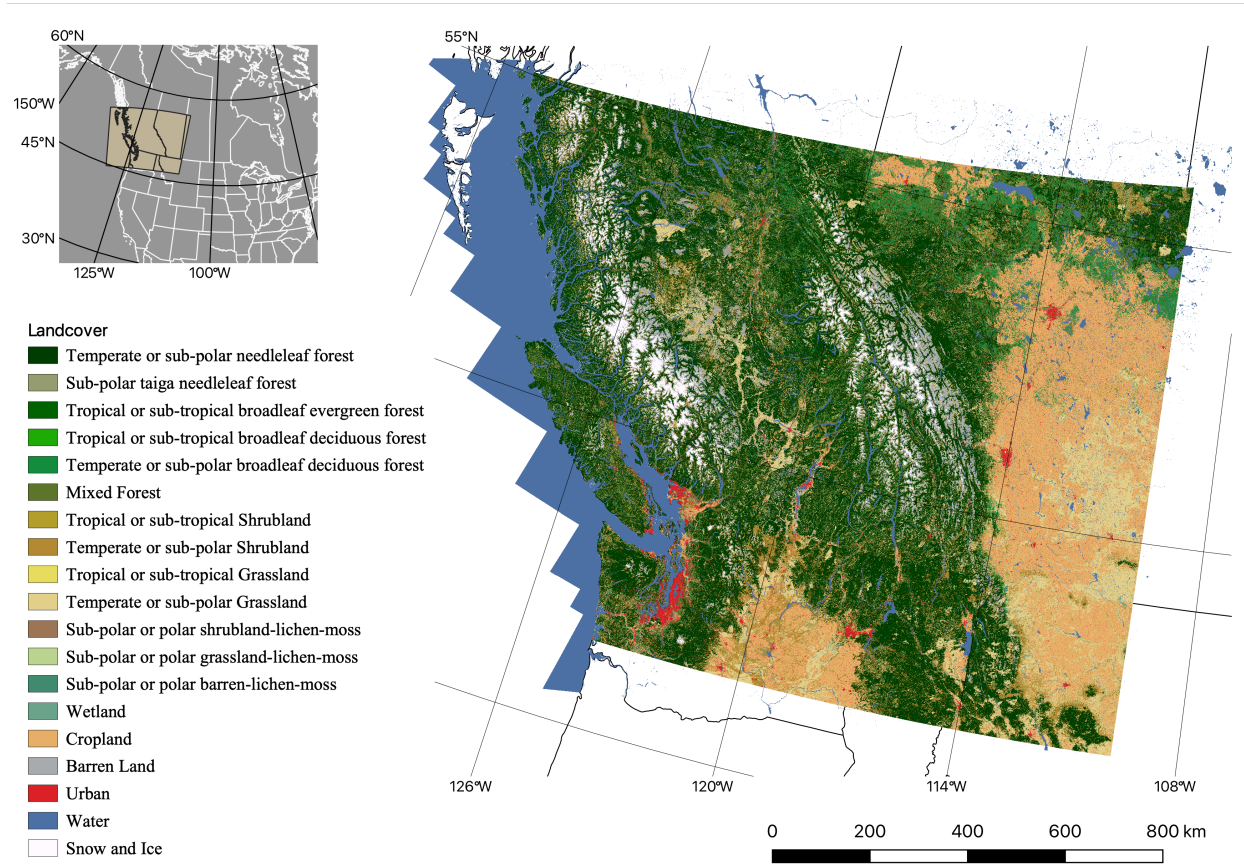 60°N
150°W
45°N
30°N
125°W
100°W
55°N
Landcover
Temperate or sub-polar needleleaf forest
Sub-polar taiga needleleaf forest
Tropical or sub-tropical broadleaf evergreen forest
Tropical or sub-tropical broadleaf deciduous forest
Temperate or sub-polar broadleaf deciduous forest
Mixed Forest
Tropical or sub-tropical Shrubland
Temperate or sub-polar Shrubland
Tropical or sub-tropical Grassland
Temperate or sub-polar Grassland
Sub-polar or polar shrubland-lichen-moss
Sub-polar or polar grassland-lichen-moss
Sub-polar or polar barren-lichen-moss
Wetland
Cropland
Barren Land
Urban
Water
Snow and Ice
126°W
120°W
114°W
108°W
0 200 400 600 800 km